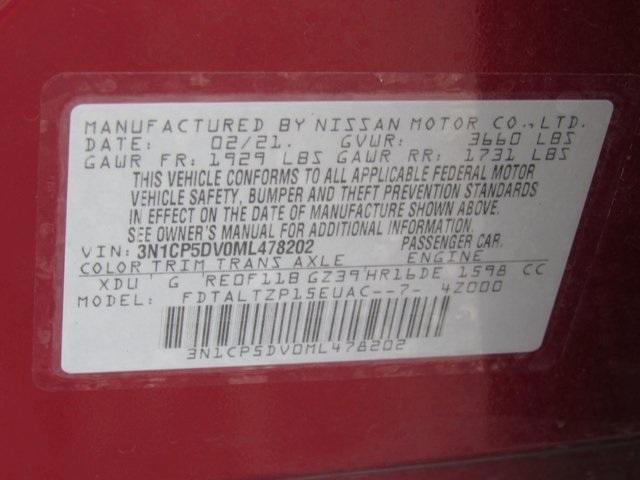 MANUFACTURED BY NISSAN MOTOR CO.,LTD.
DATE: 02/21. GVWR: 3660 LBS
GAWR FR: 1929 LBS GAWR RR: 1731 LBS
THIS VEHICLE CONFORMS TO ALL APPLICABLE FEDERAL MOTOR
VEHICLE SAFETY, BUMPER AND THEFT PREVENTION STANDARDS
IN EFFECT ON THE DATE OF MANUFACTURE SHOWN ABOVE.
SEE OWNER'S MANUAL FOR ADDITIONAL INFORMATION.
VIN: 3N1CP5DV0ML478202 PASSENGER CAR.
COLOR TRIM TRANS AXLE ENGINE
XDU G RE0F11B GZ39 HR16DE 1598 CC
MODEL: FDTALTZP15EUAC--7- 4Z000
3N1CP5DV0ML478202